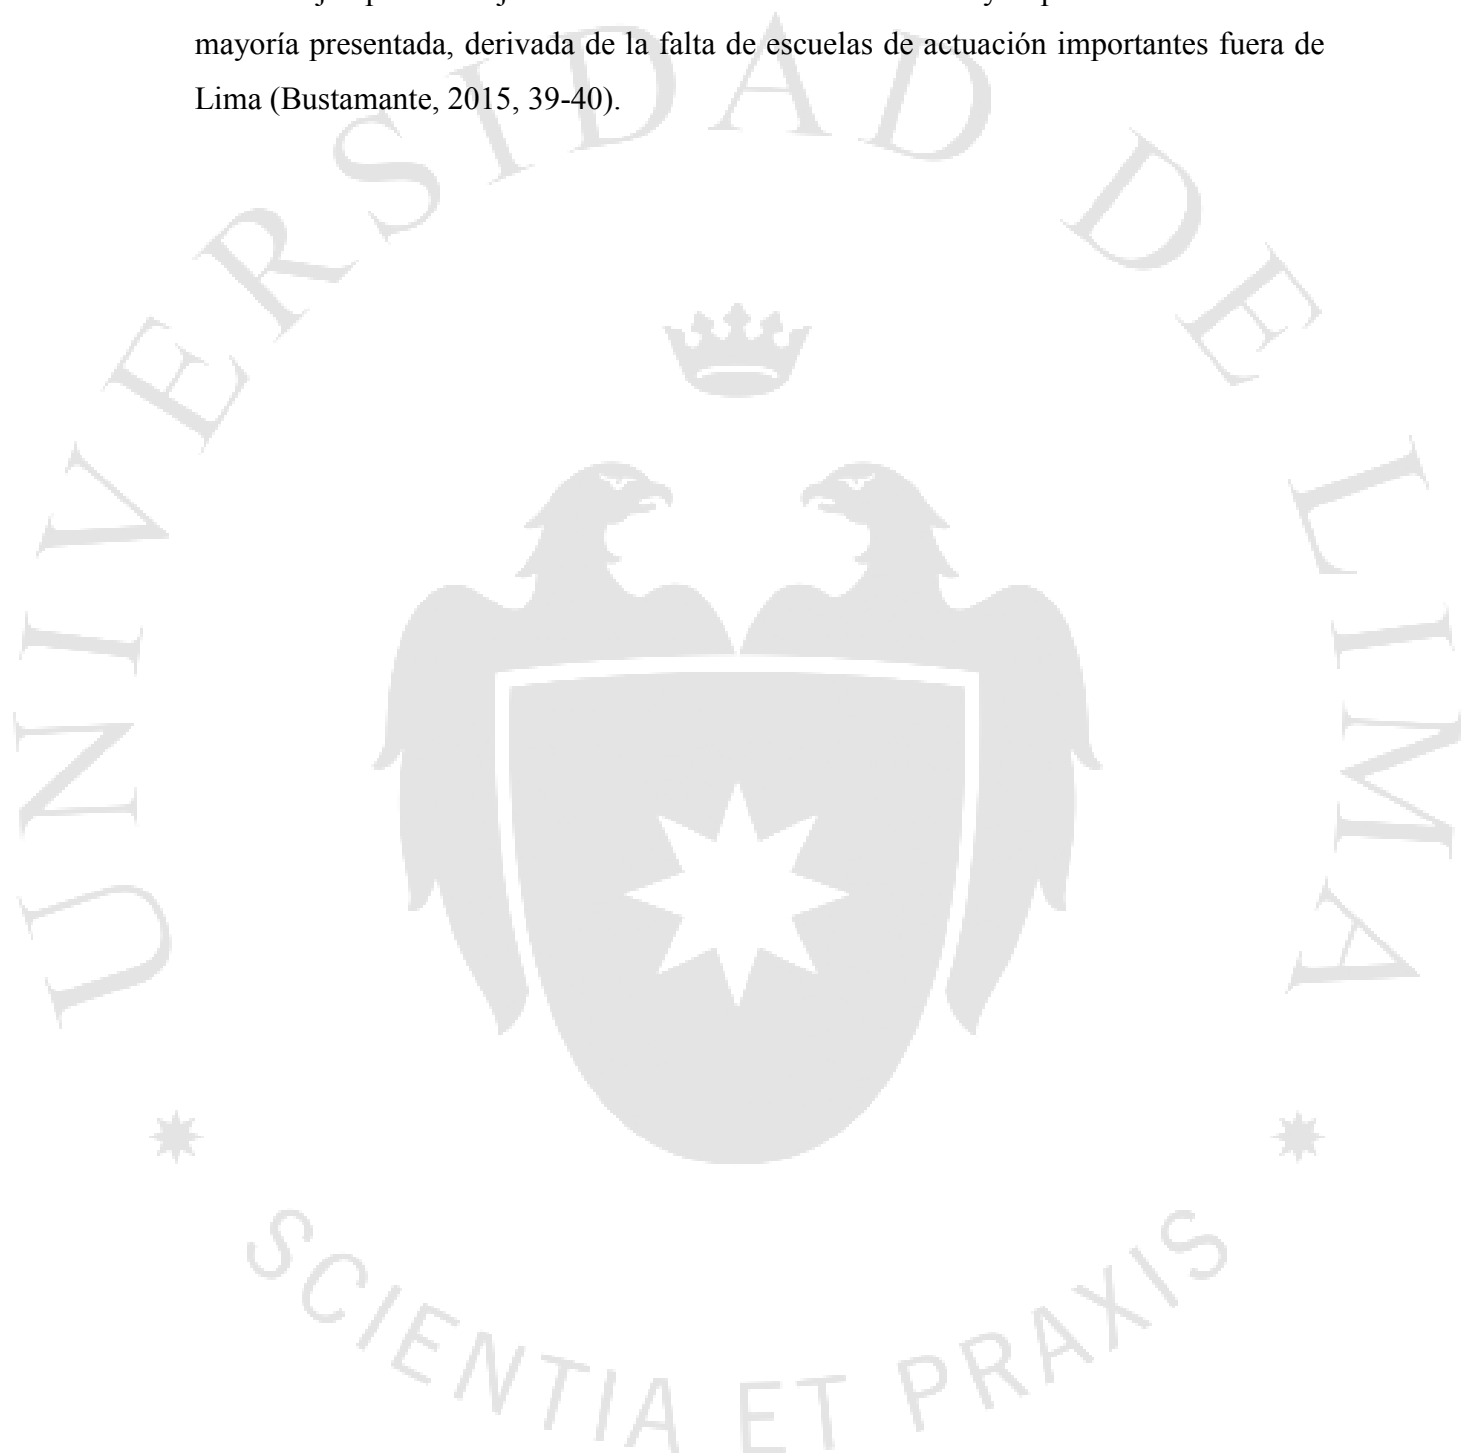 mayoría presentada, derivada de la falta de escuelas de actuación importantes fuera de
Lima (Bustamante, 2015, 39-40).
UNIVERSIDAD DE LIMA
SCIENTIA ET PRAXIS